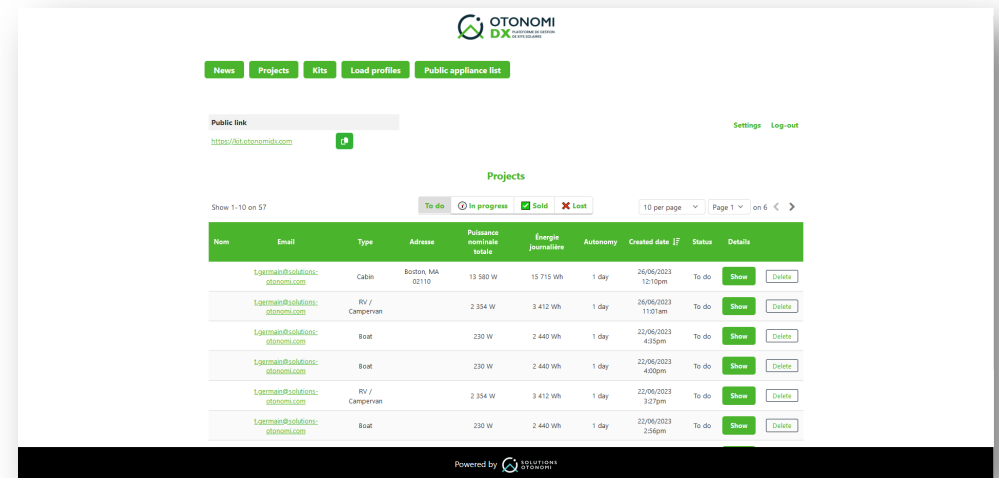 OTONOMI
DX PLATEFORME DE GESTION
DE KITS SOLAIRES
News Projects Kits Load profiles Public appliance list
Public link
Settings Log-out
https://kit.otonomidx.com
Projects
Show 1-10 on 57 To do In progress Sold Lost 10 per page Page 1 on 6
Nom Email Type Adresse Puissance nominale totale Énergie journalière Autonomy Created date Status Details
t.germain@solutions-otonomi.com Cabin Boston, MA 02110 13 580 W 15 715 Wh 1 day 26/06/2023 12:10pm To do Show Delete
t.germain@solutions-otonomi.com RV / Campervan 2 354 W 3 412 Wh 1 day 26/06/2023 11:01am To do Show Delete
t.germain@solutions-otonomi.com Boat 230 W 2 440 Wh 1 day 22/06/2023 4:35pm To do Show Delete
t.germain@solutions-otonomi.com Boat 230 W 2 440 Wh 1 day 22/06/2023 4:00pm To do Show Delete
t.germain@solutions-otonomi.com RV / Campervan 2 354 W 3 412 Wh 1 day 22/06/2023 3:27pm To do Show Delete
t.germain@solutions-otonomi.com Boat 230 W 2 440 Wh 1 day 22/06/2023 2:56pm To do Show Delete
Powered by SOLUTIONS
OTONOMI